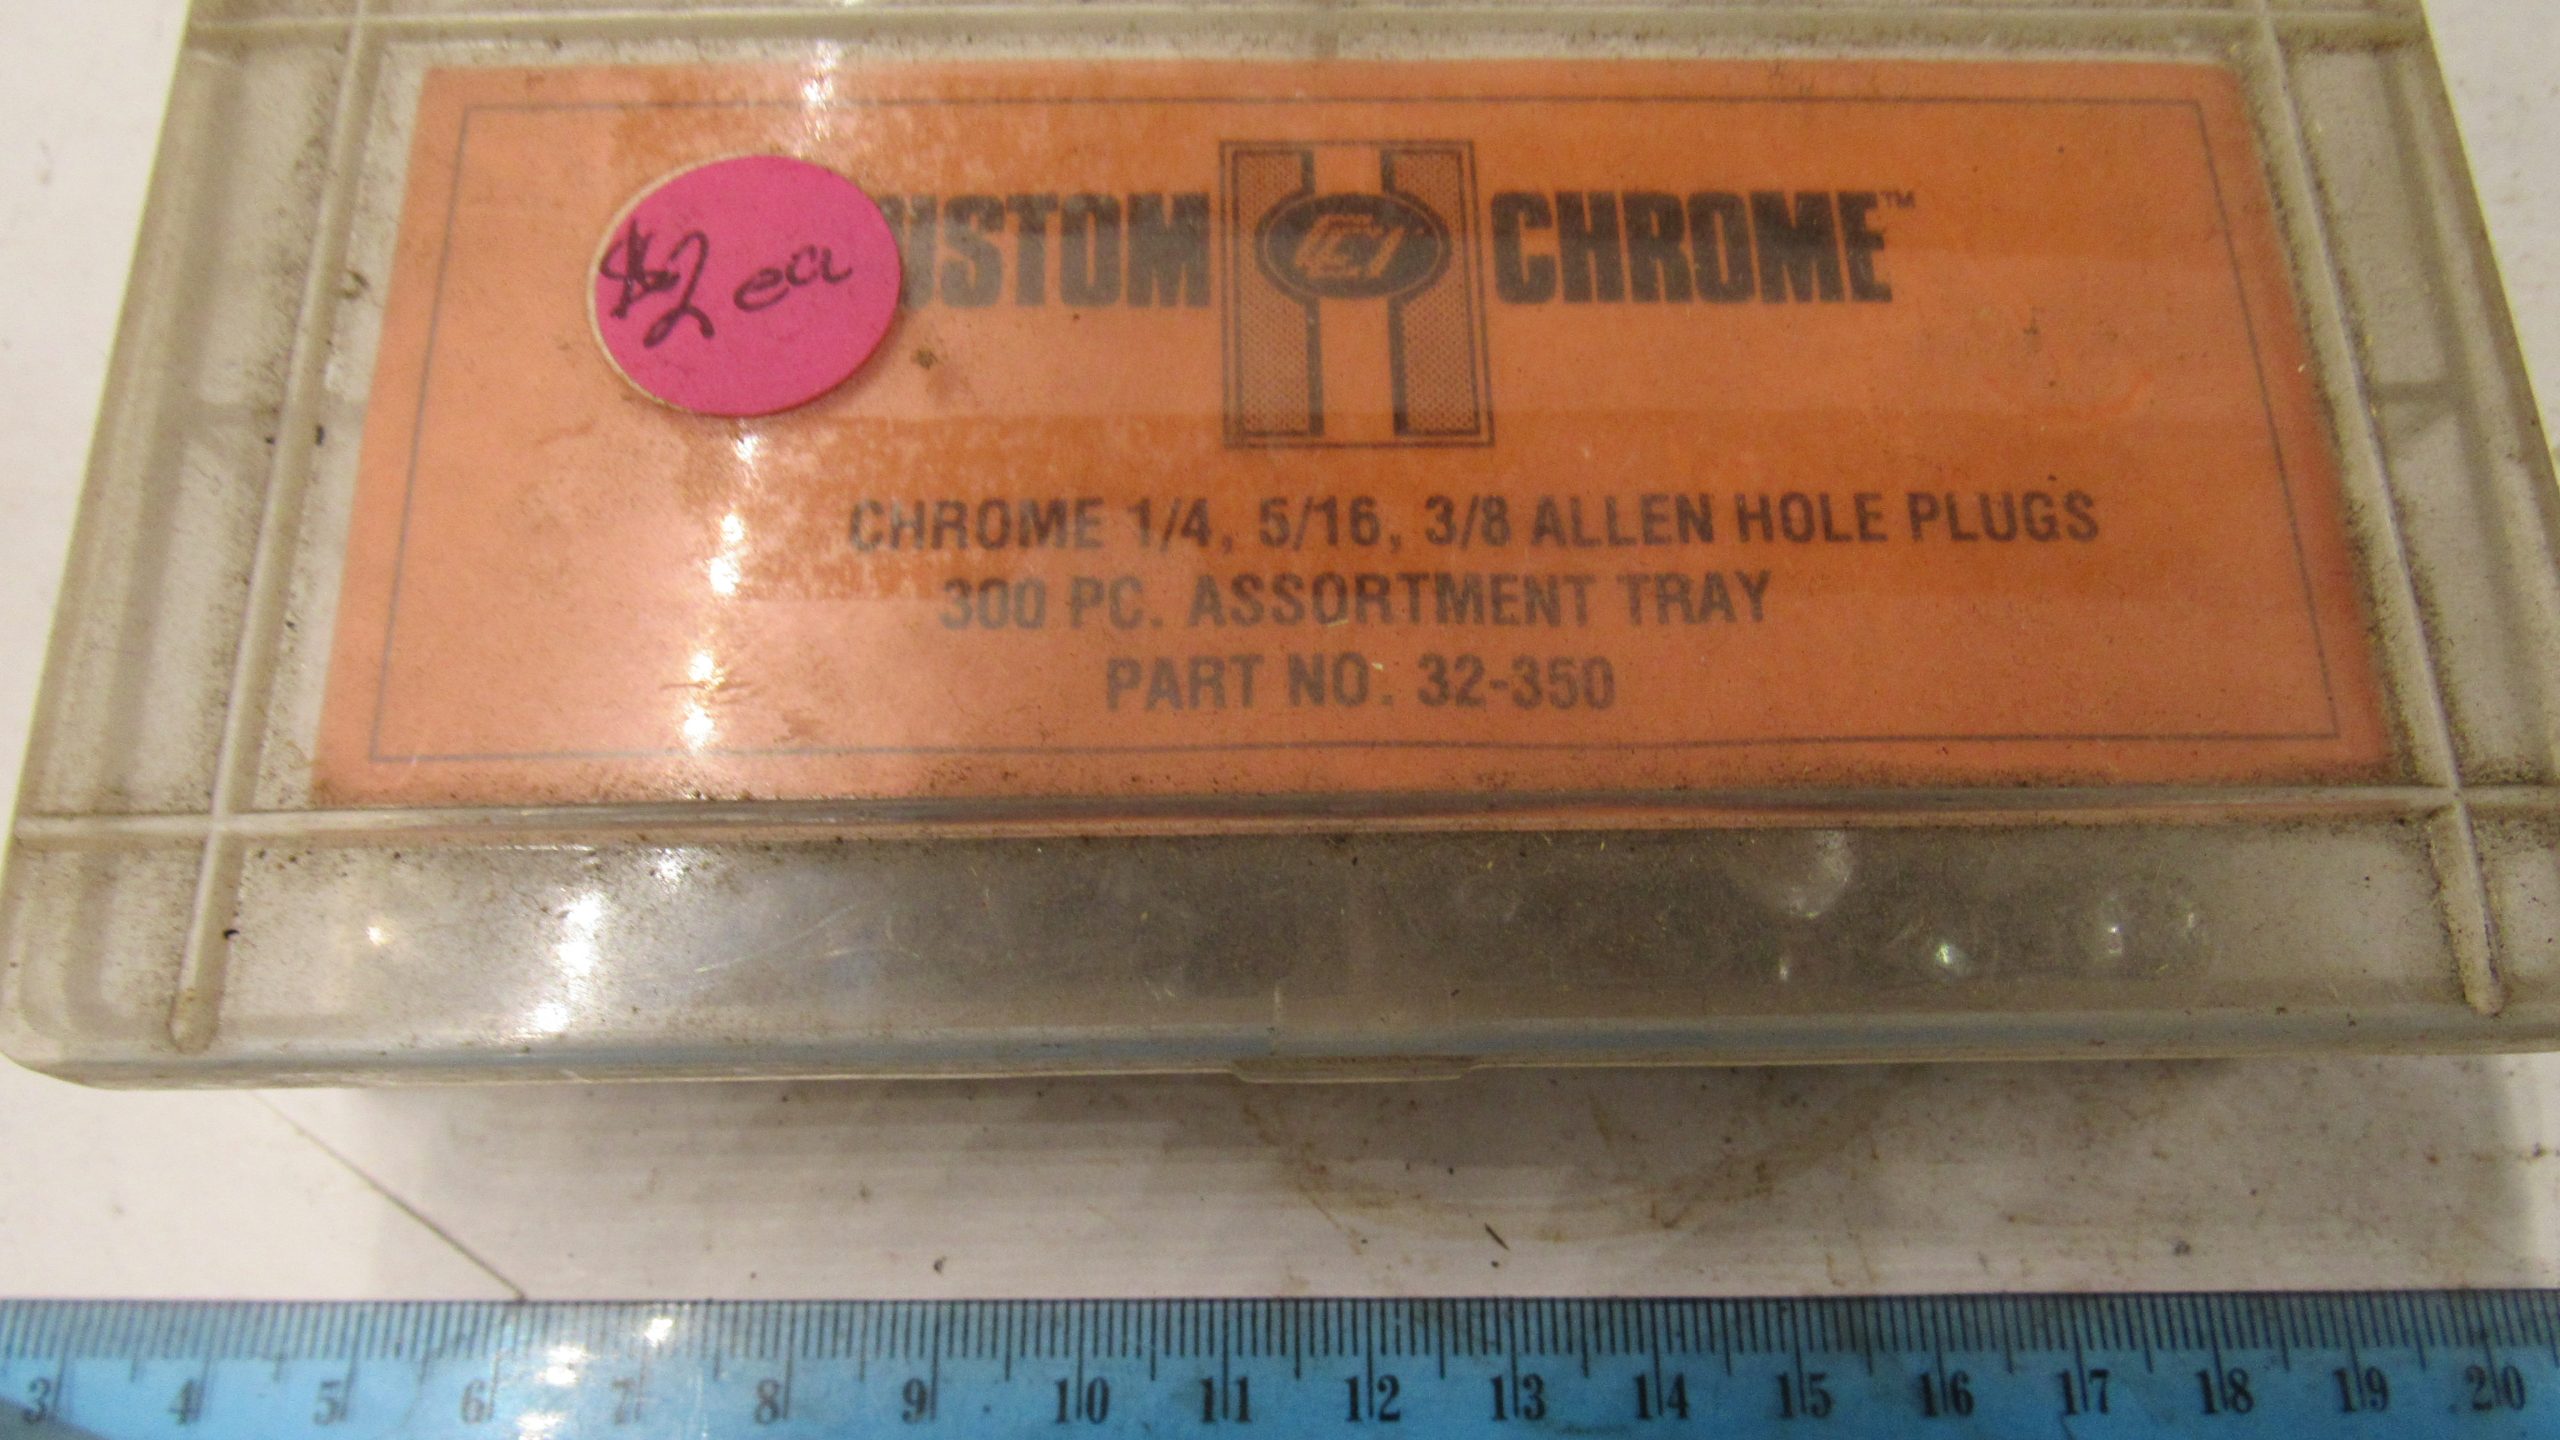 $2 ea
CUSTOM CCI CHROME™
CHROME 1/4, 5/16, 3/8 ALLEN HOLE PLUGS
300 PC. ASSORTMENT TRAY
PART NO. 32-350
3 4 5 6 7 8 9 10 11 12 13 14 15 16 17 18 19 20